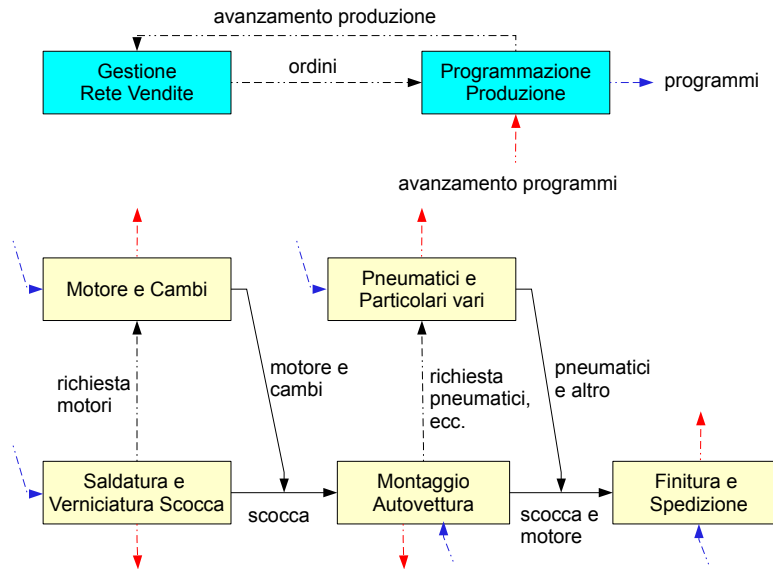 avanzamento produzione
Gestione
Rete Vendite
ordini
Programmazione
Produzione
programmi
avanzamento programmi
Motore e Cambi
Pneumatici e
Particolari vari
richiesta
motori
motore e
cambi
richiesta
pneumatici,
ecc.
pneumatici
e altro
Saldatura e
Verniciatura Scocca
scocca
Montaggio
Autovettura
scocca e
motore
Finitura e
Spedizione